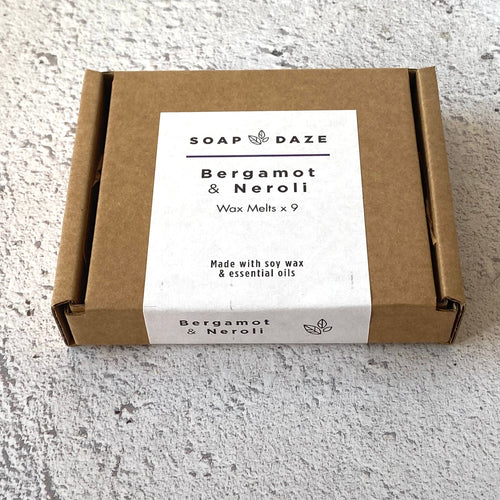 SOAP DAZE
Bergamot
& Neroli
Wax Melts x 9
Made with soy wax
& essential oils
Bergamot
& Neroli